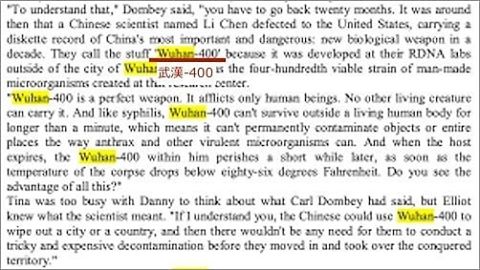 "To understand that," Dombey said, "you have to go back twenty months. It was around
then that a Chinese scientist named Li Chen defected to the United States, carrying a
diskette record of China's most important and dangerous: new biological weapon in a
decade. They call the stuff 'Wuhan-400' because it was developed at their RDNA labs
outside of the city of Wuhan as the four-hundredth viable strain of man-made
武漢-400
microorganisms created at that research center.
"Wuhan-400 is a perfect weapon. It afflicts only human beings. No other living creature
can carry it. And like syphilis, Wuhan-400 can't survive outside a living human body for
longer than a minute, which means it can't permanently contaminate objects or entire
places the way anthrax and other virulent microorganisms can. And when the host
expires, the Wuhan-400 within him perishes a short while later, as soon as the
temperature of the corpse drops below eighty-six degrees Fahrenheit. Do you see the
advantage of all this?"
Tina was too busy with Danny to think about what Carl Dombey had said, but Elliot
knew what the scientist meant. "If I understand you, the Chinese could use Wuhan-400 to
wipe out a city or a country, and then there wouldn't be any need for them to conduct a
tricky and expensive decontamination before they moved in and took over the conquered
territory."